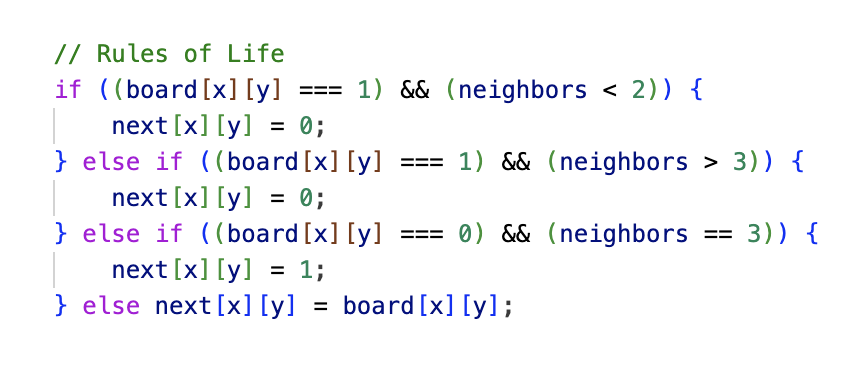 // Rules of Life
if ((board[x][y] === 1) && (neighbors < 2)) {
    next[x][y] = 0;
} else if ((board[x][y] === 1) && (neighbors > 3)) {
    next[x][y] = 0;
} else if ((board[x][y] === 0) && (neighbors == 3)) {
    next[x][y] = 1;
} else next[x][y] = board[x][y];